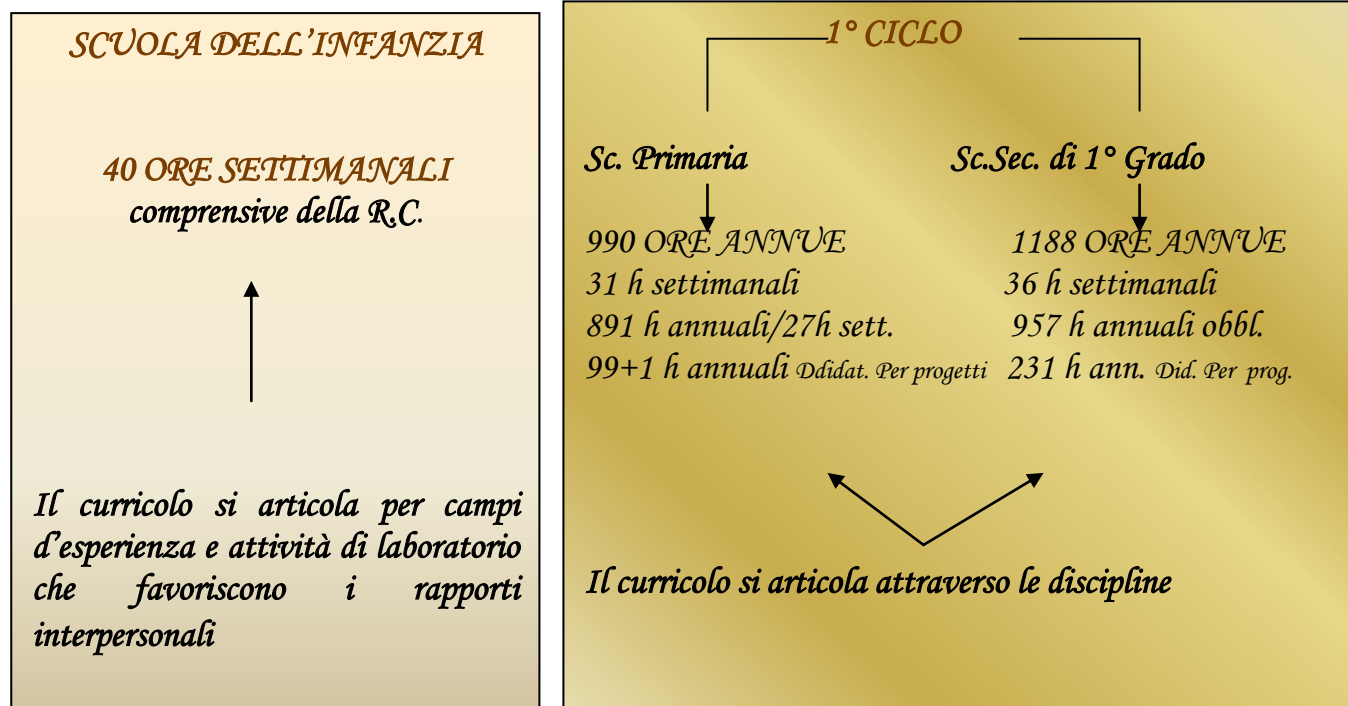 SCUOLA DELL'INFANZIA
40 ORE SETTIMANALI
comprensive della R.C.
Il curricolo si articola per campi
d'esperienza e attività di laboratorio
che favoriscono i rapporti
interpersonali
1° CICLO
Sc. Primaria
990 ORE ANNUE
31 h settimanali
891 h annuali/27h sett.
99+1 h annuali Ddidat. Per progetti
Sc.Sec. di 1° Grado
1188 ORE ANNUE
36 h settimanali
957 h annuali obbl.
231 h ann. Did. Per prog.
Il curricolo si articola attraverso le discipline